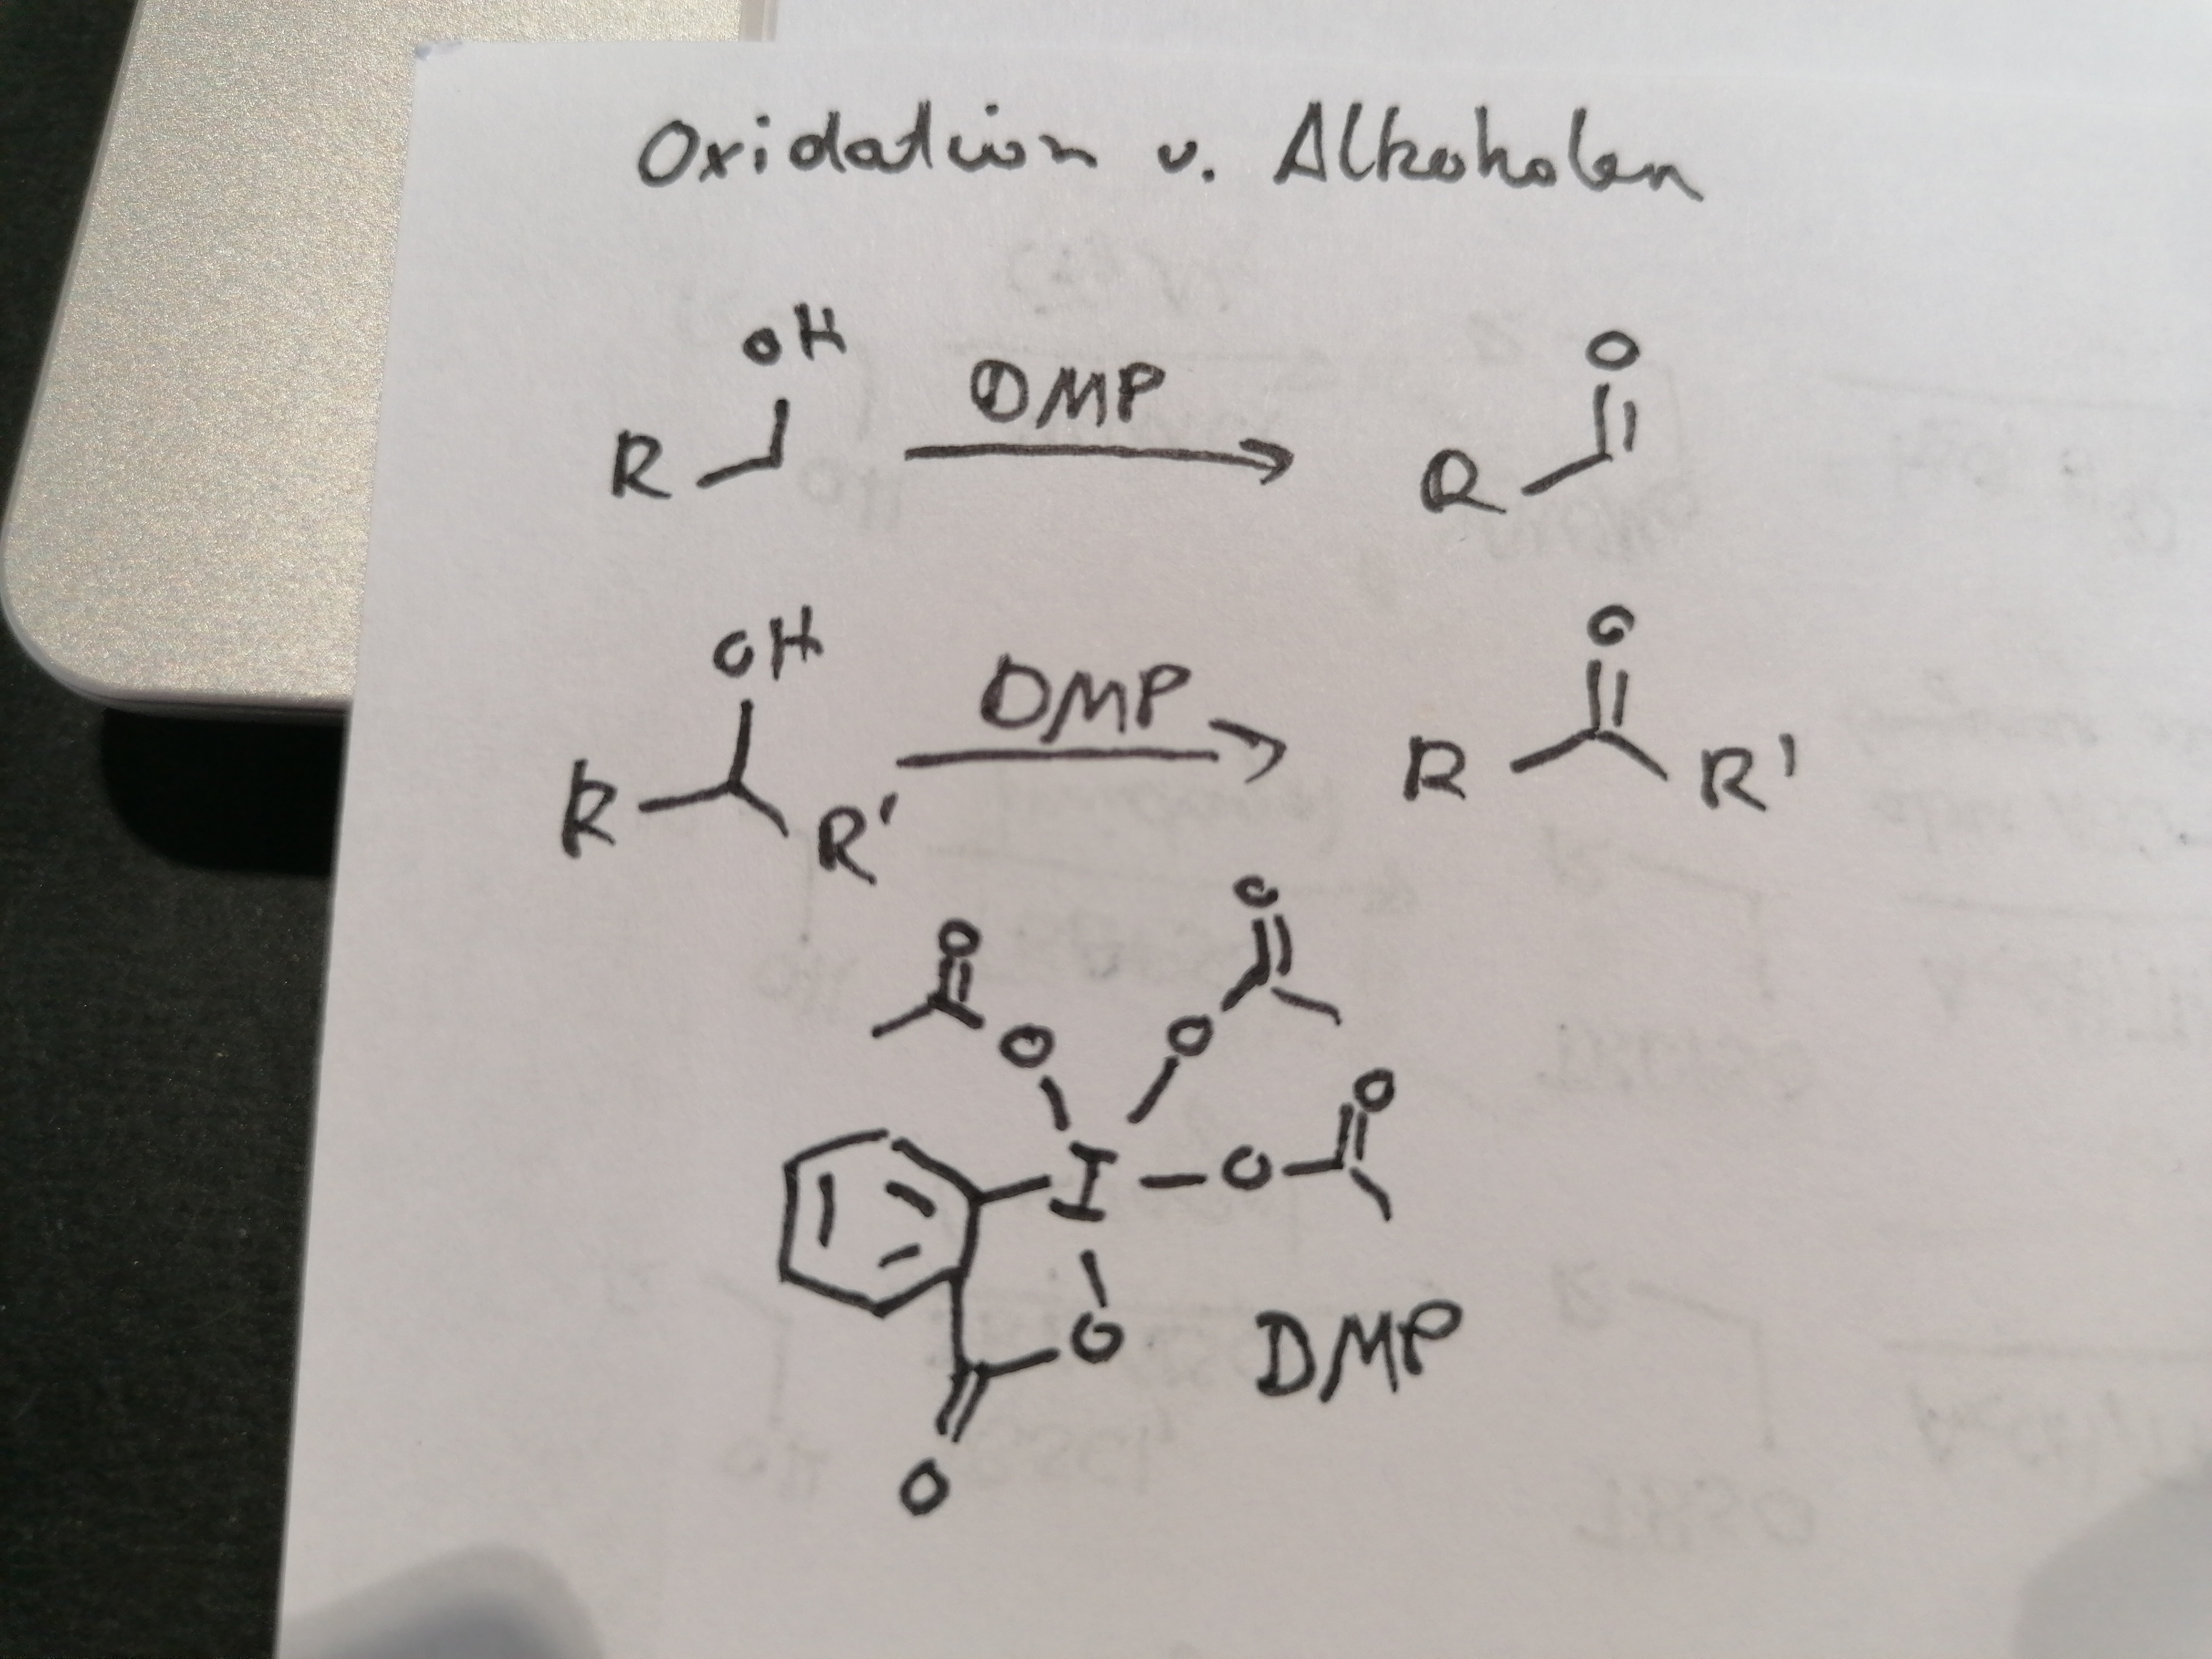 Oxidation v. Alkoholen
OH
R DMP O
R
OH
DMP O
R R' R R'
O O
O O O
I O
O DMP
O